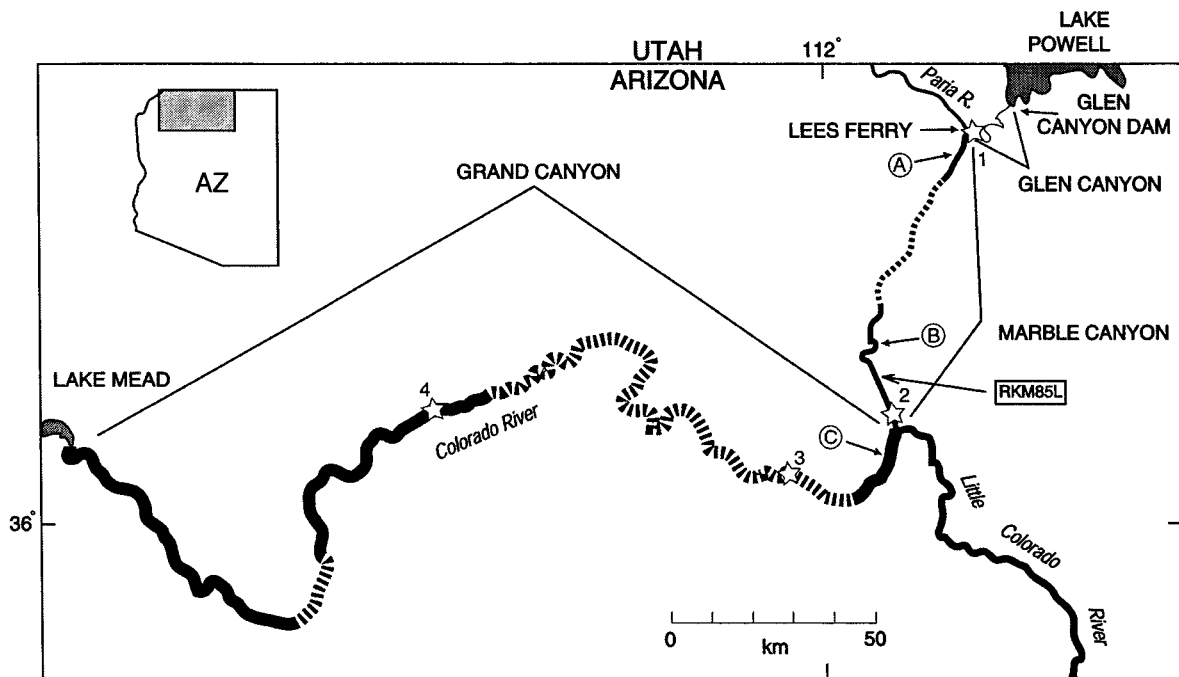 LAKE
POWELL
UTAH
112°
ARIZONA
Paria R.
GLEN
CANYON DAM
LEES FERRY
1
A
GLEN CANYON
AZ
GRAND CANYON
MARBLE CANYON
B
LAKE MEAD
RKM85L
4
2
Colorado River
C
3
Little
Colorado
River
36°
0
50
km